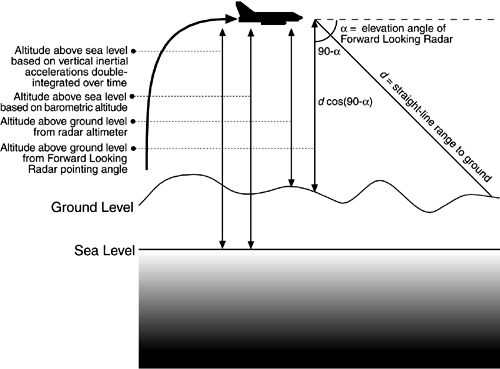 α = elevation angle of
Forward Looking Radar
90-α
Altitude above sea level
based on vertical inertial
accelerations double-
integrated over time
Altitude above sea level
based on barometric altitude
Altitude above ground level
from radar altimeter
Altitude above ground level
from Forward Looking
Radar pointing angle
d cos(90-α)
d = straight-line range to ground
Ground Level
Sea Level